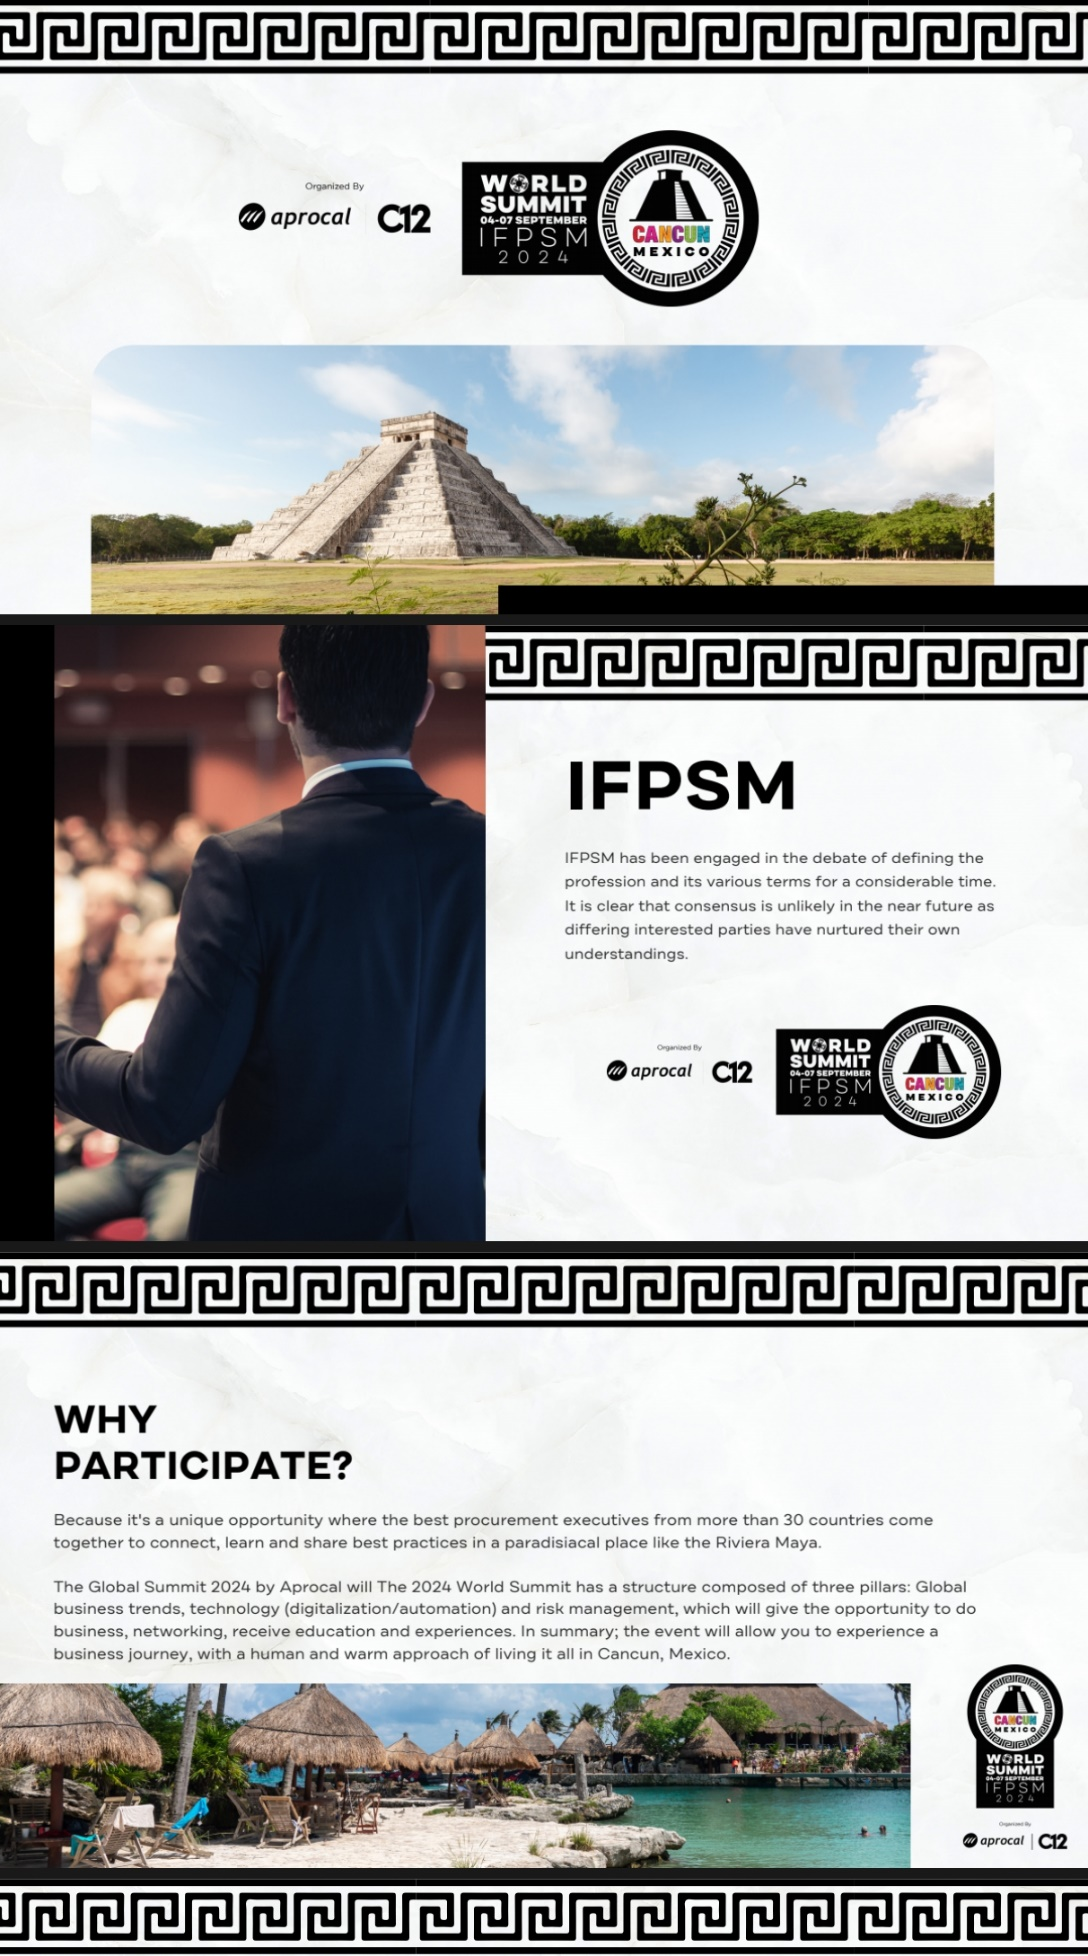 Organized By
aprocal C12
WORLD
SUMMIT
04-07 SEPTEMBER
IFPSM
2024
CANCUN
MEXICO
IFPSM
IFPSM has been engaged in the debate of defining the
profession and its various terms for a considerable time.
It is clear that consensus is unlikely in the near future as
differing interested parties have nurtured their own
understandings.
Organized By
aprocal C12
WORLD
SUMMIT
04-07 SEPTEMBER
IFPSM
2024
CANCUN
MEXICO
WHY
PARTICIPATE?
Because it's a unique opportunity where the best procurement executives from more than 30 countries come
together to connect, learn and share best practices in a paradisiacal place like the Riviera Maya.
The Global Summit 2024 by Aprocal will The 2024 World Summit has a structure composed of three pillars: Global
business trends, technology (digitalization/automation) and risk management, which will give the opportunity to do
business, networking, receive education and experiences. In summary; the event will allow you to experience a
business journey, with a human and warm approach of living it all in Cancun, Mexico.
CANCUN
MEXICO
WORLD
SUMMIT
04-07 SEPTEMBER
IFPSM
2024
Organized By
aprocal C12